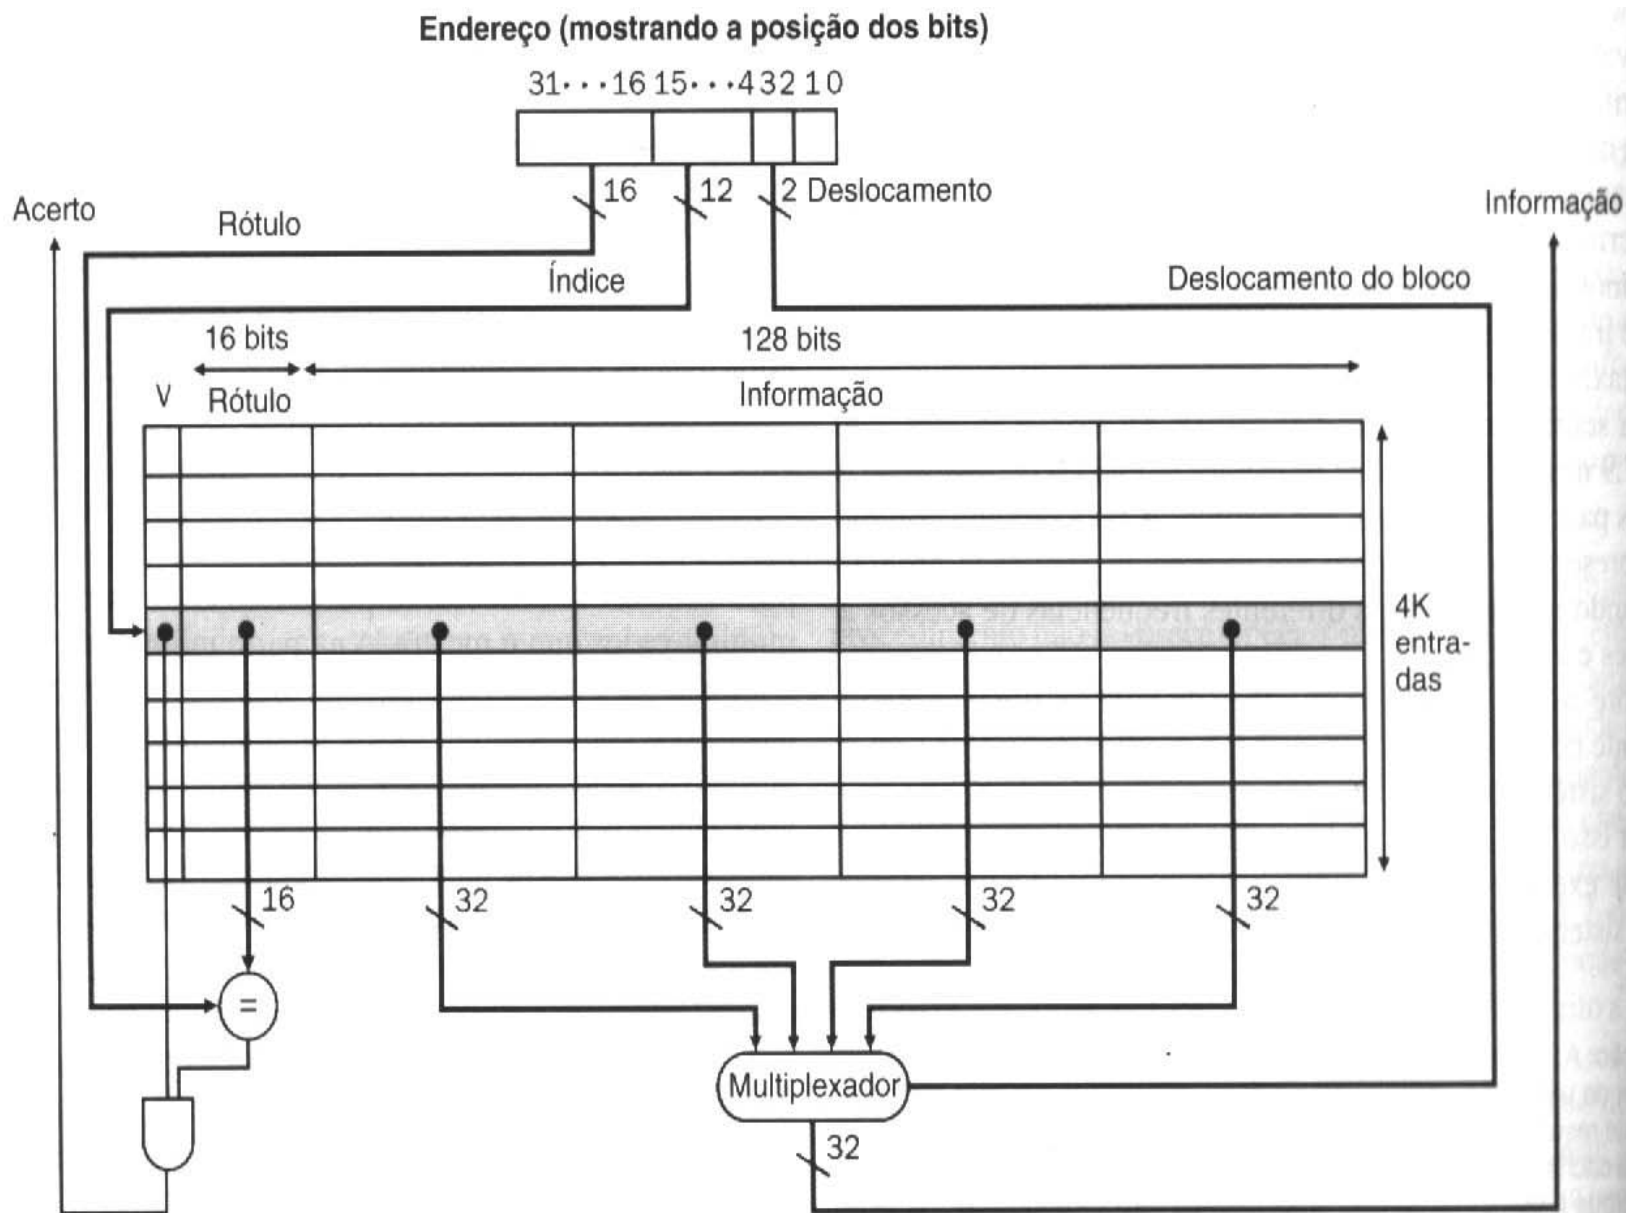 Endereço (mostrando a posição dos bits)
31···16 15···4 3 2 1 0
16
12
2 Deslocamento
Acerto
Rótulo
Informação
Índice
Deslocamento do bloco
16 bits
128 bits
V
Rótulo
Informação
4K
entra-
das
16
32
32
32
32
=
Multiplexador
32